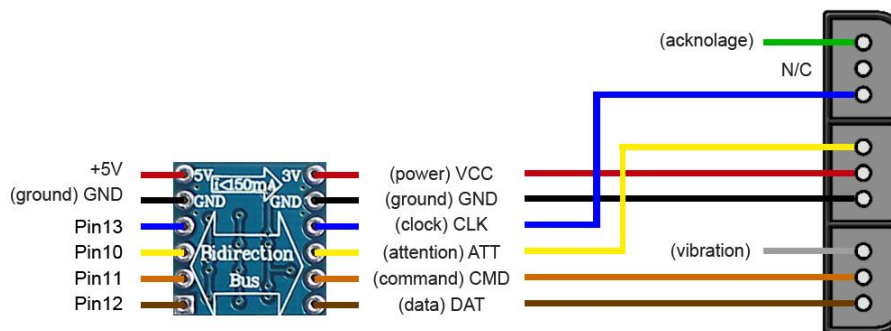 (acknolage)
N/C
+5V
(ground) GND
Pin13
Pin10
Pin11
Pin12
5V
i<150mA
3V
GND
GND
Bidirection
Bus
(power) VCC
(ground) GND
(clock) CLK
(attention) ATT
(command) CMD
(data) DAT
(vibration)